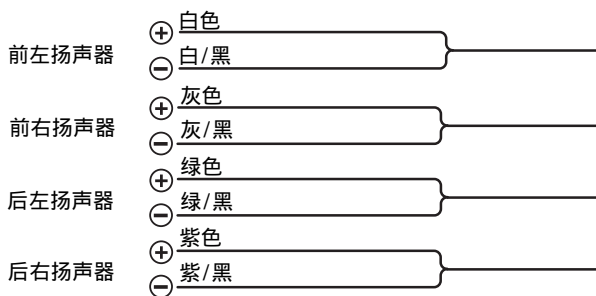 白色
前左扬声器
白/黑
灰色
前右扬声器
灰/黑
绿色
后左扬声器
绿/黑
紫色
后右扬声器
紫/黑